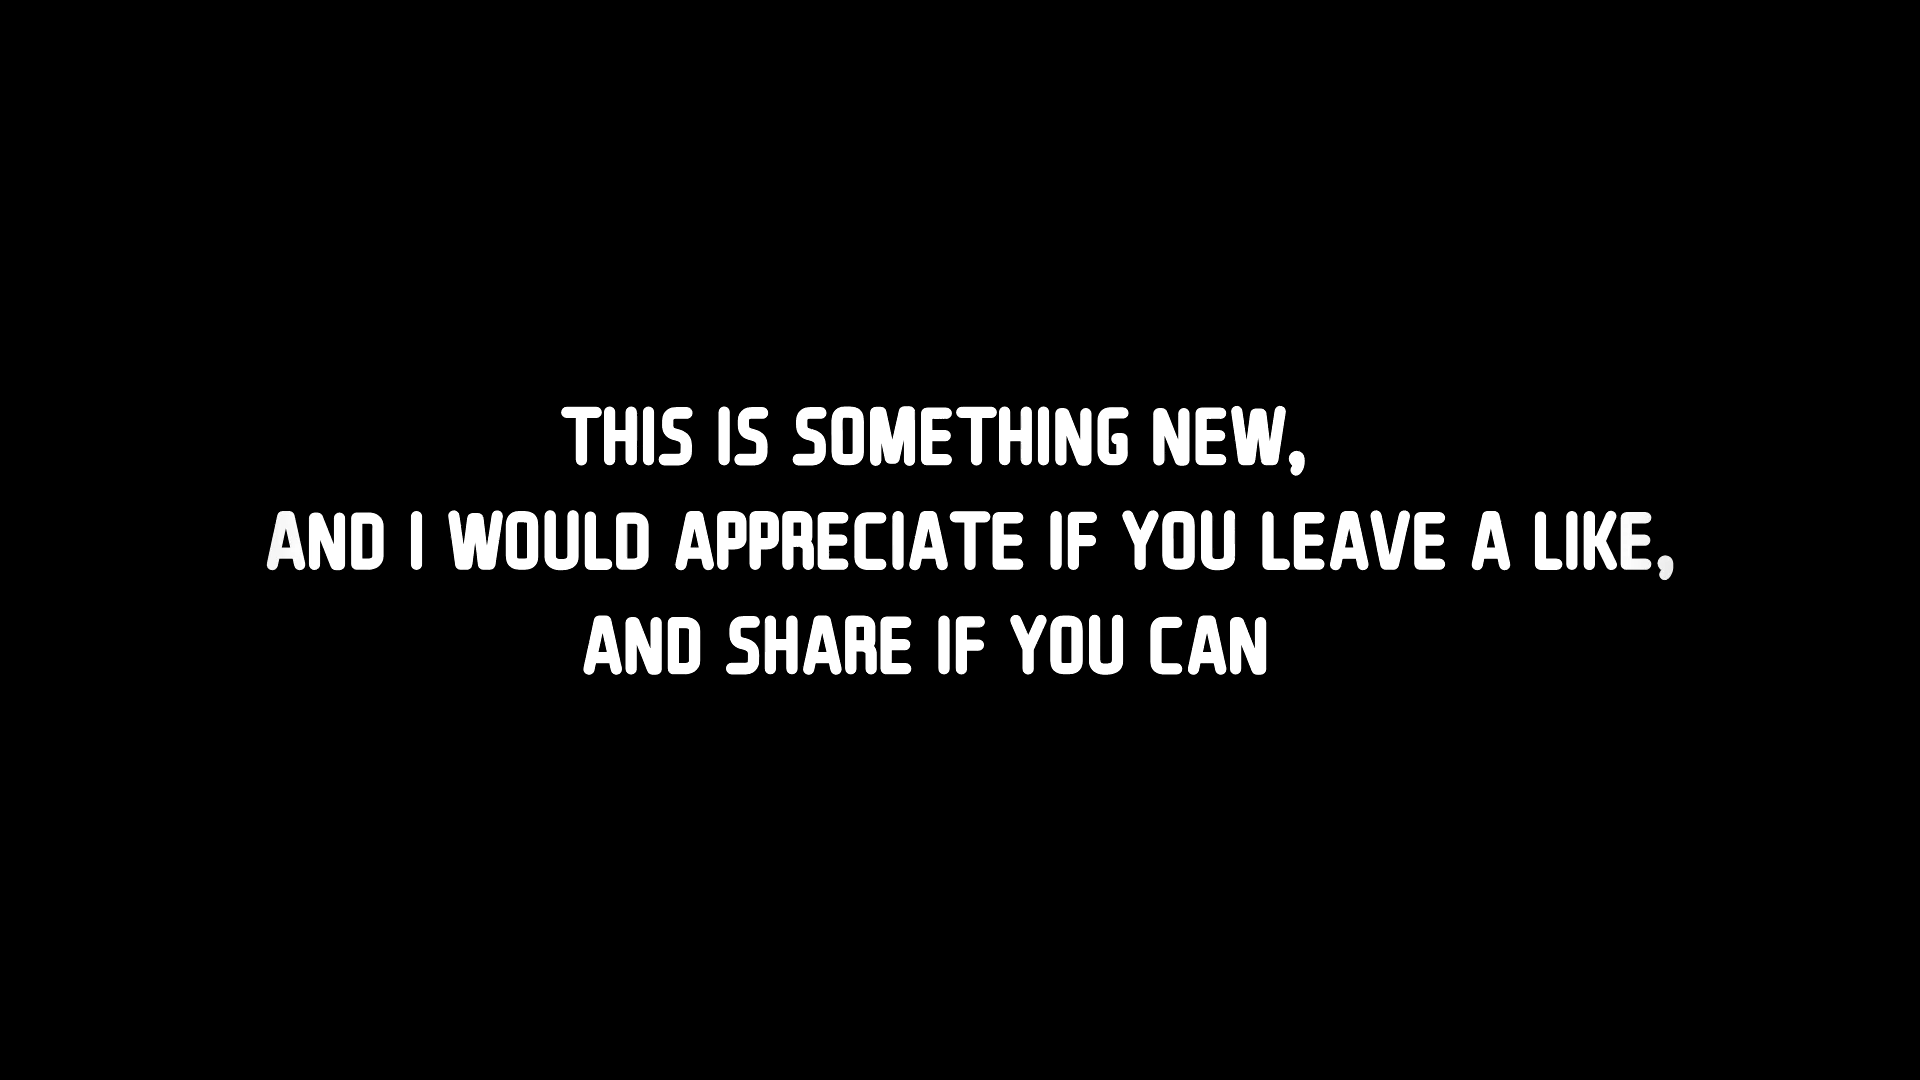 THIS IS SOMETHING NEW,
AND I WOULD APPRECIATE IF YOU LEAVE A LIKE,
AND SHARE IF YOU CAN